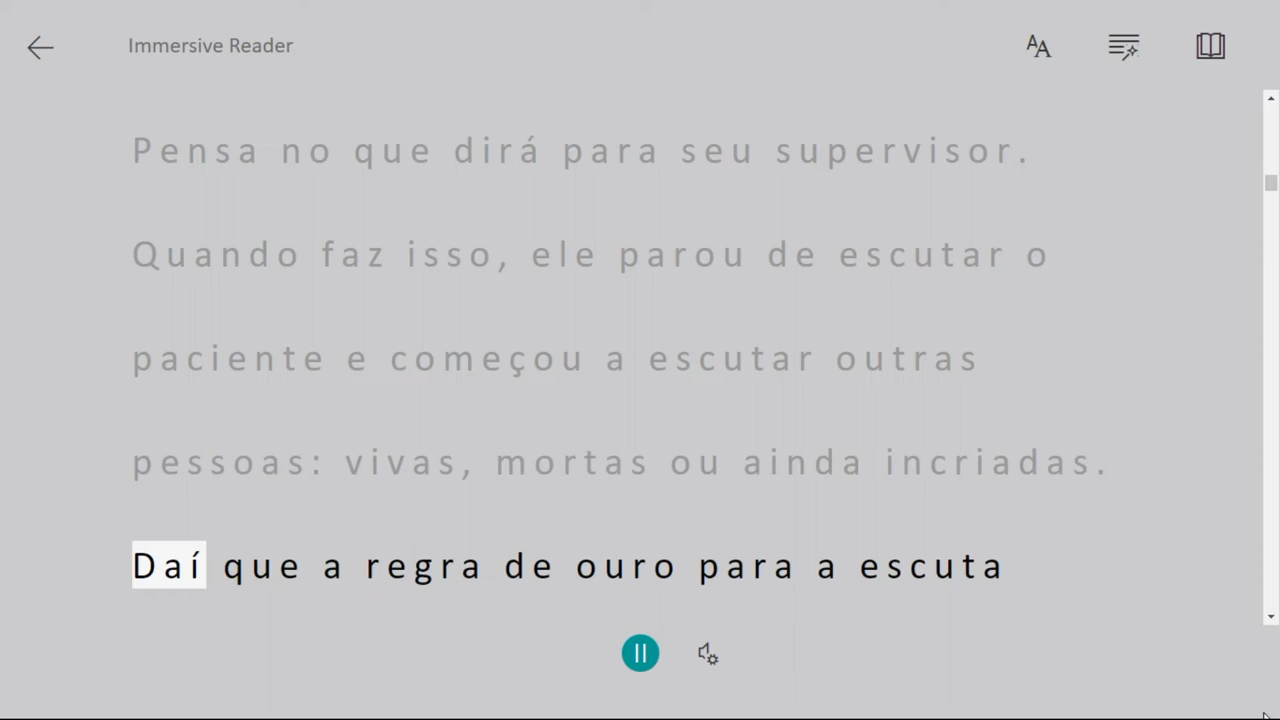 Immersive Reader
Pensa no que dirá para seu supervisor.
Quando faz isso, ele parou de escutar o
paciente e começou a escutar outras
pessoas: vivas, mortas ou ainda incriadas.
Daí que a regra de ouro para a escuta